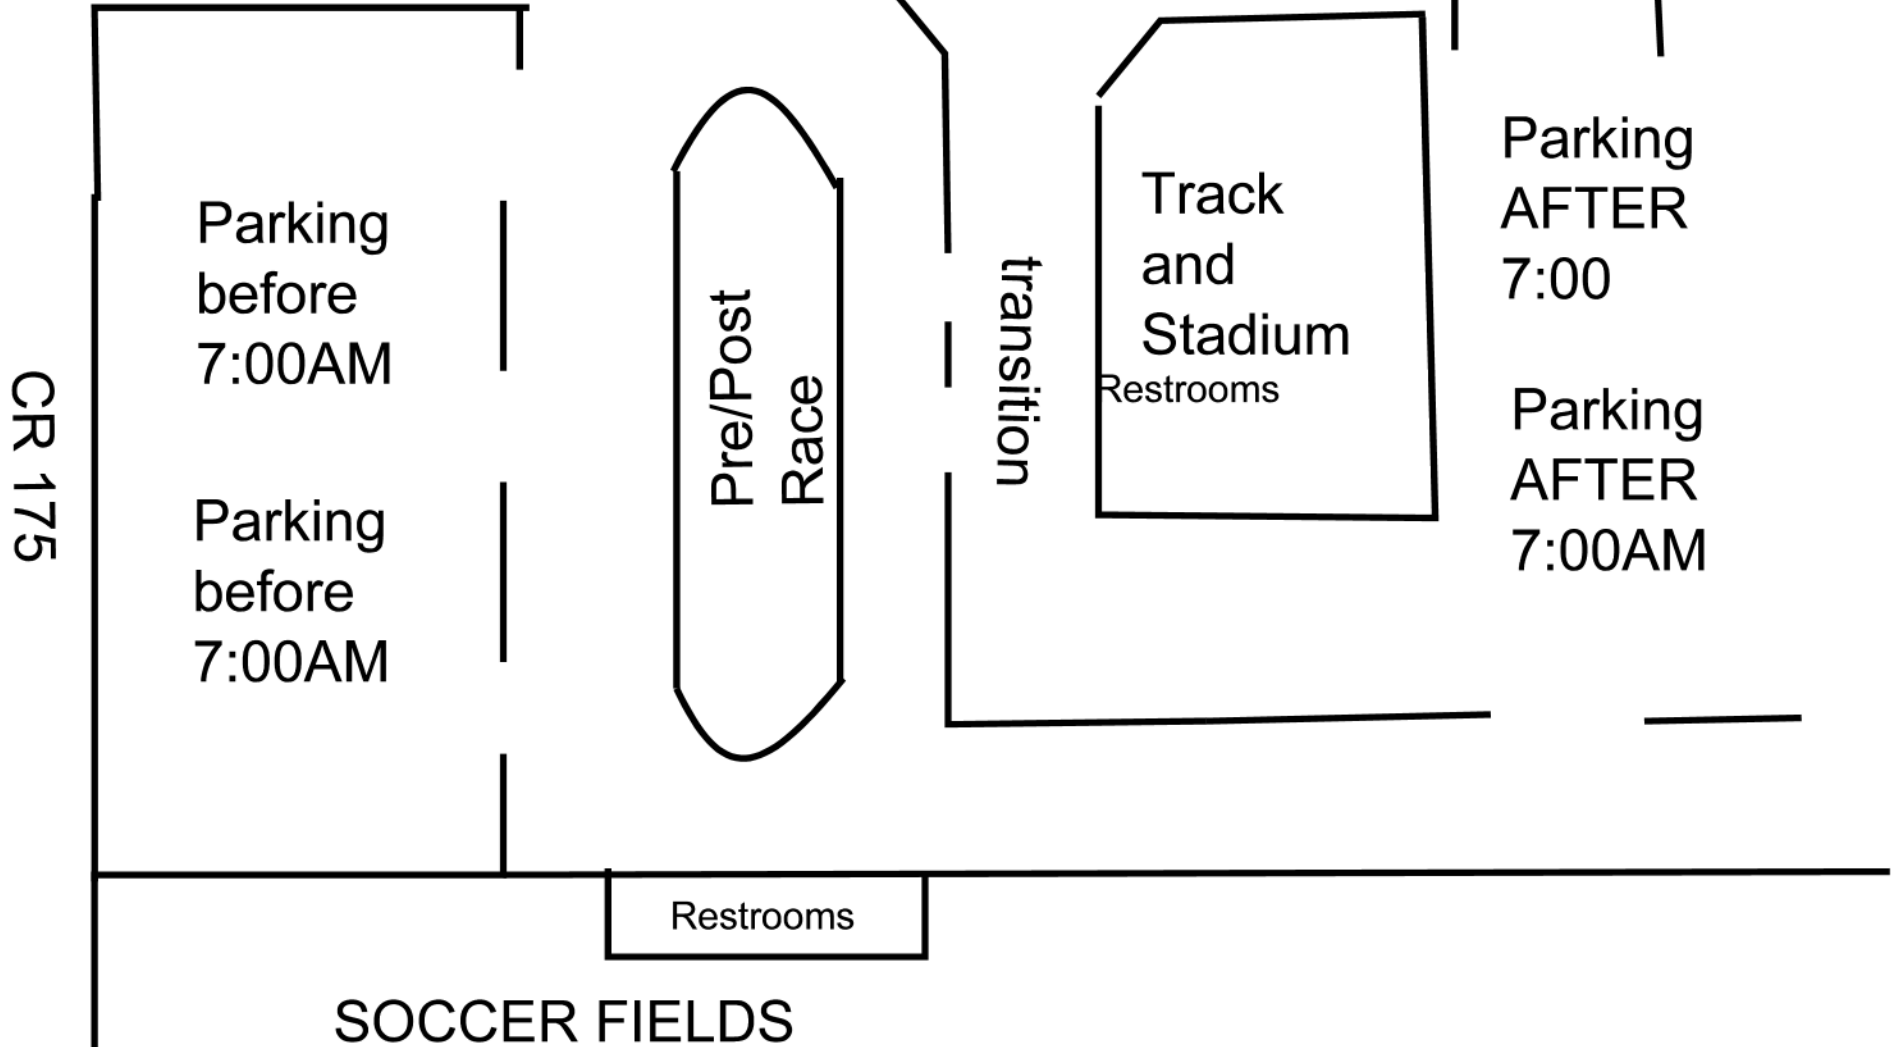 CR 175
Parking
before
7:00AM
Parking
before
7:00AM
Pre/Post
Race
transition
Track
and
Stadium
Restrooms
Parking
AFTER
7:00
Parking
AFTER
7:00AM
Restrooms
SOCCER FIELDS